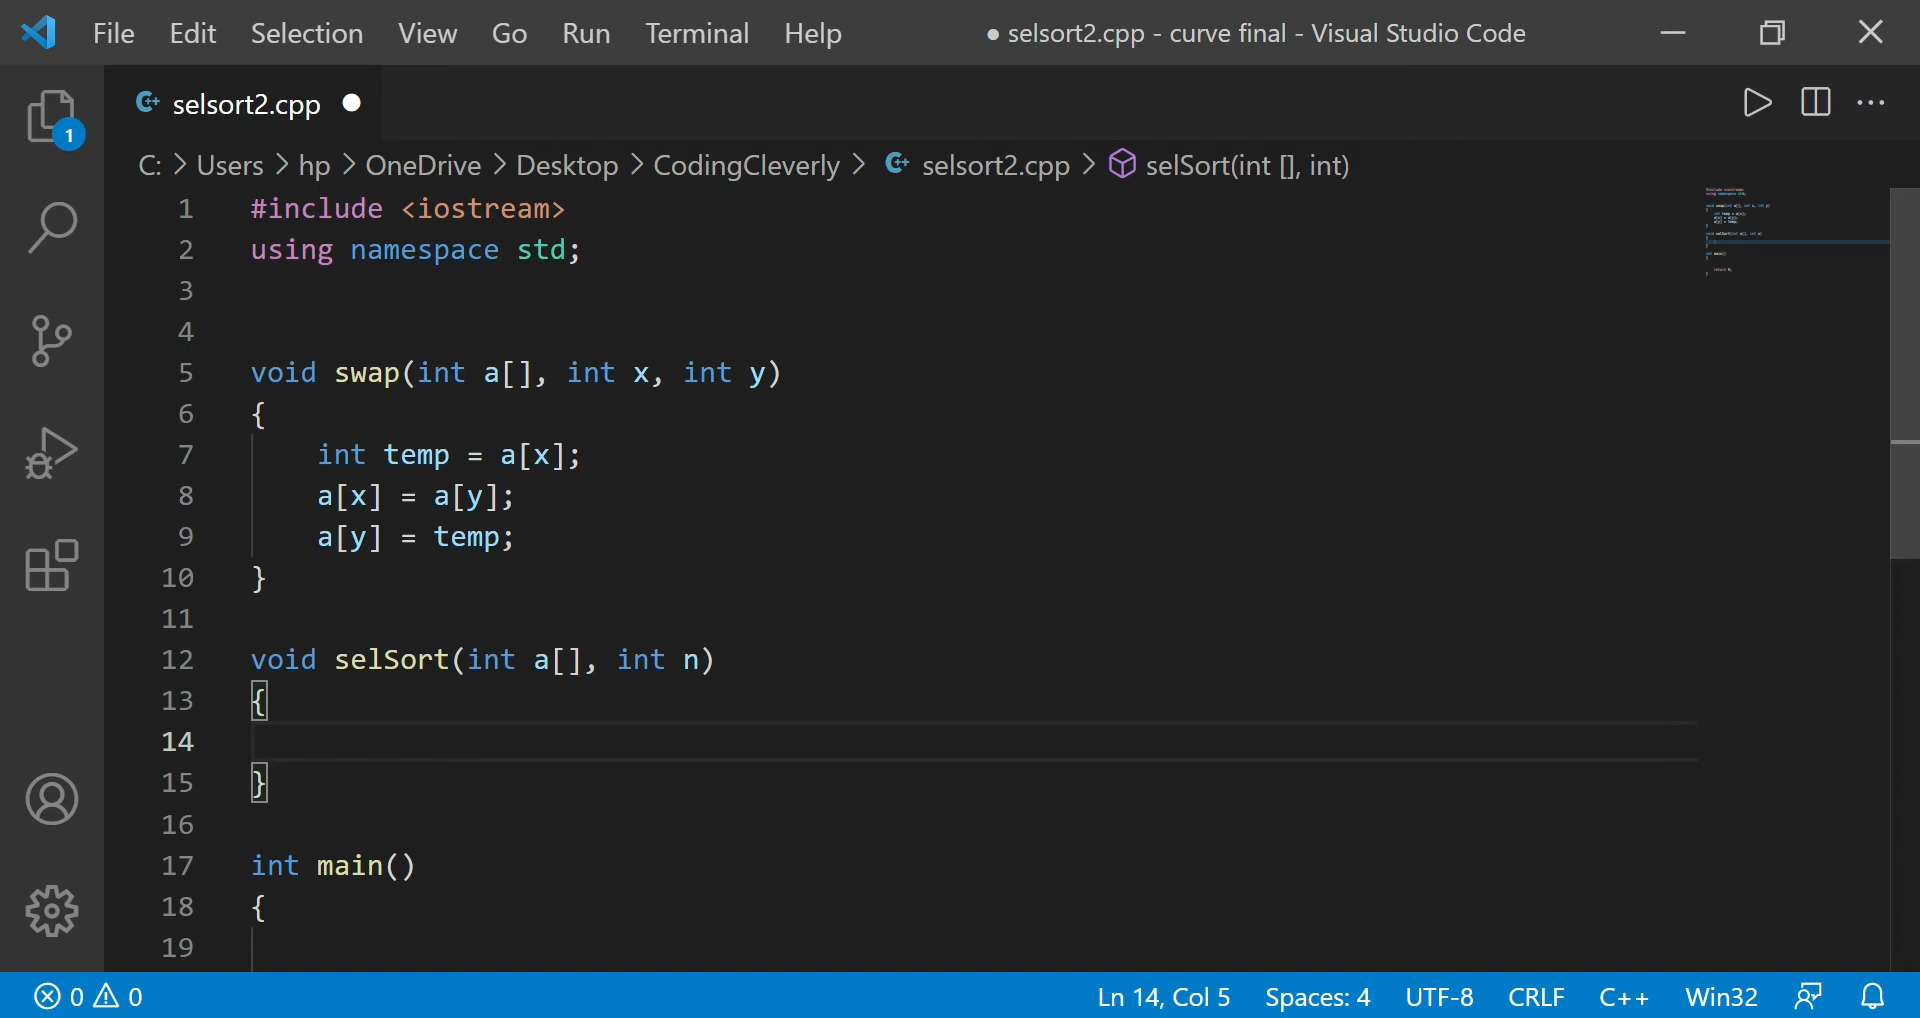 File Edit Selection View Go Run Terminal Help ● selsort2.cpp - curve final - Visual Studio Code
selsort2.cpp ●
C: > Users > hp > OneDrive > Desktop > CodingCleverly > selsort2.cpp > selSort(int [], int)
1
1 #include <iostream>
2 using namespace std;
3
4
5 void swap(int a[], int x, int y)
6 {
7 int temp = a[x];
8 a[x] = a[y];
9 a[y] = temp;
10 }
11
12 void selSort(int a[], int n)
13 {
14
15 }
16
17 int main()
18 {
19
0 0 Ln 14, Col 5 Spaces: 4 UTF-8 CRLF C++ Win32